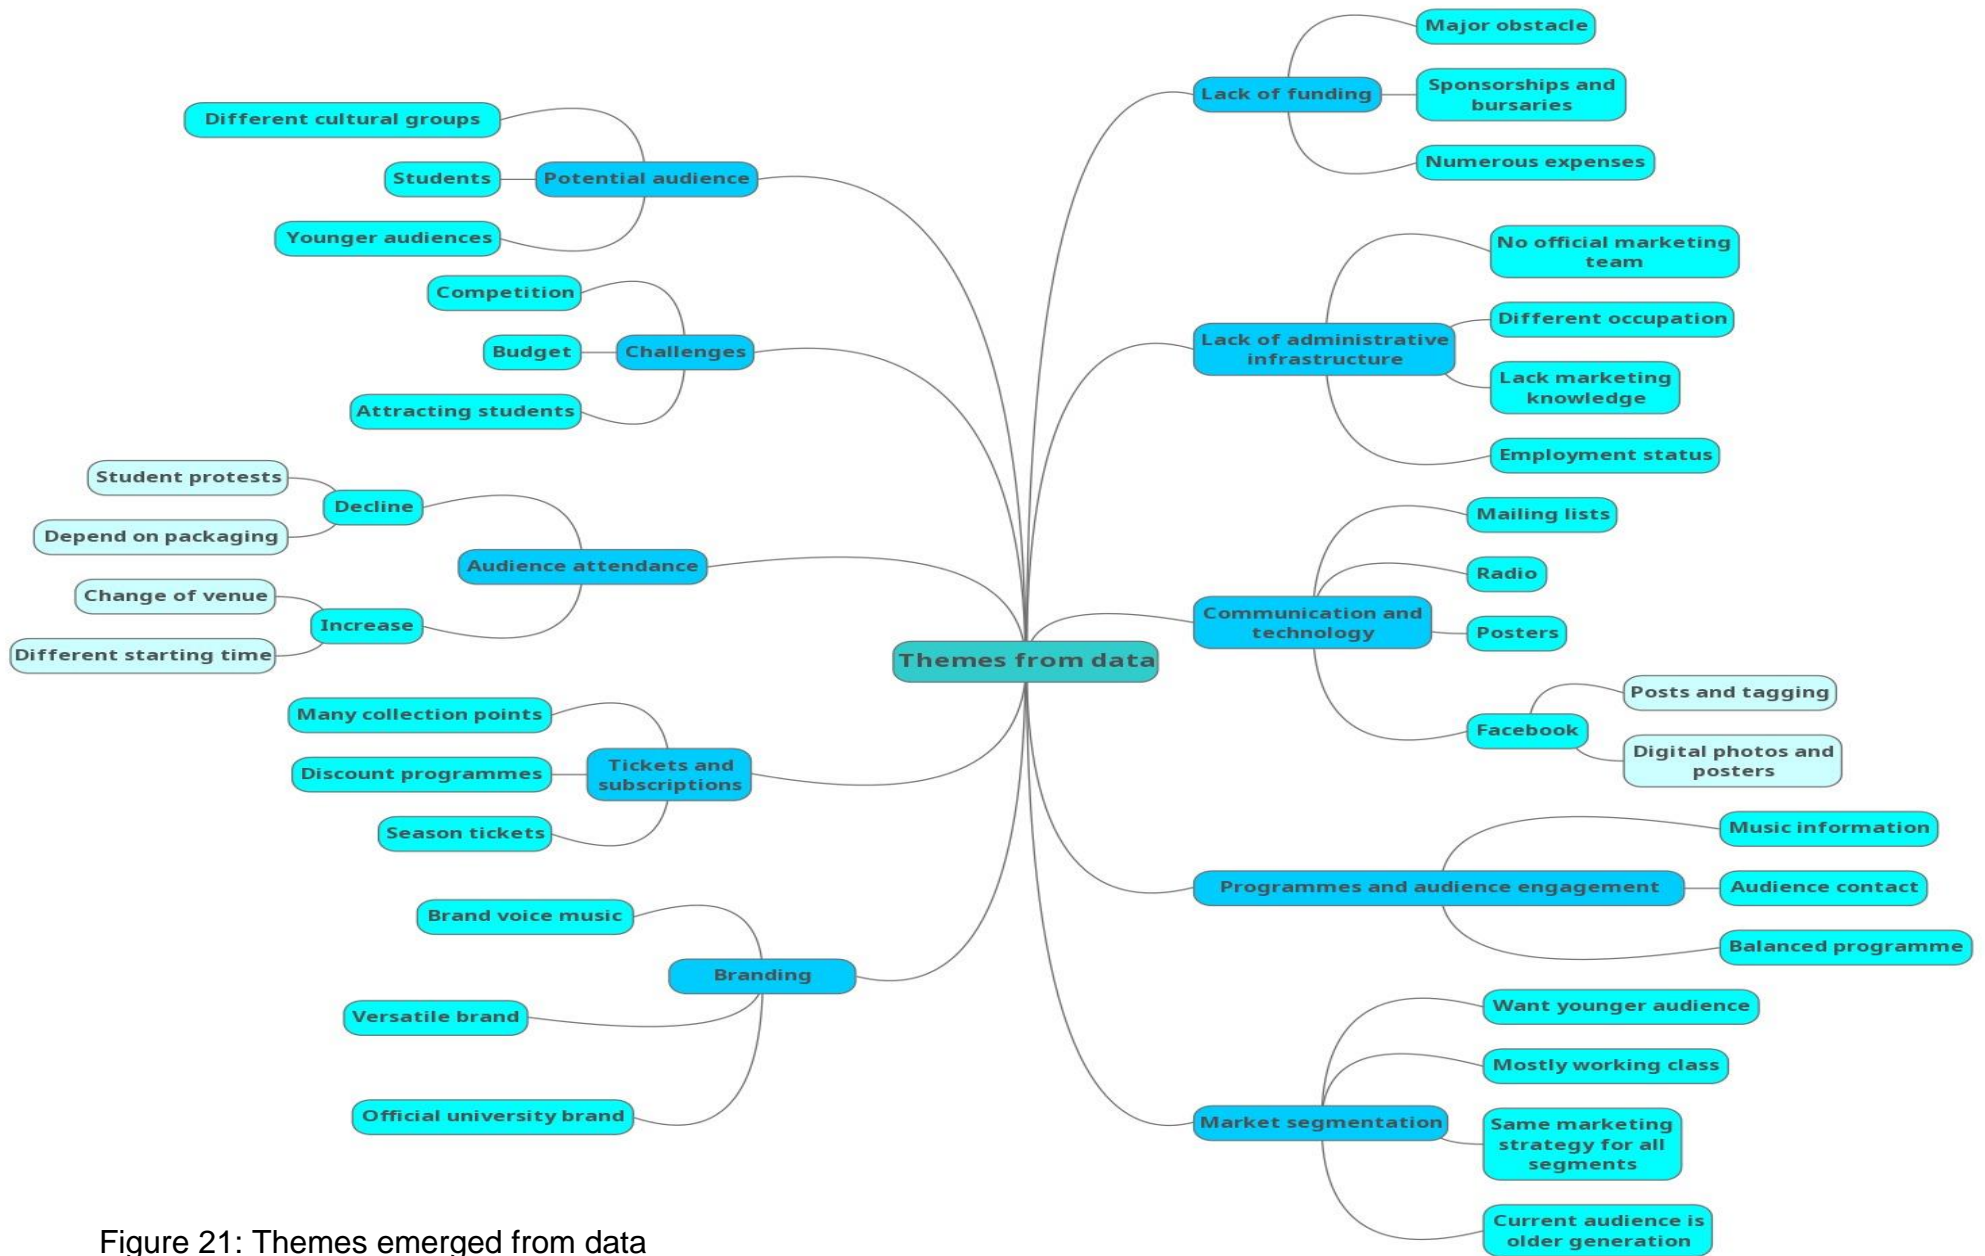 Themes from data
Potential audience
Different cultural groups
Students
Younger audiences
Challenges
Competition
Budget
Attracting students
Audience attendance
Decline
Student protests
Depend on packaging
Increase
Change of venue
Different starting time
Tickets and
subscriptions
Many collection points
Discount programmes
Season tickets
Branding
Brand voice music
Versatile brand
Official university brand
Lack of funding
Major obstacle
Sponsorships and
bursaries
Numerous expenses
Lack of administrative
infrastructure
No official marketing
team
Different occupation
Lack marketing
knowledge
Employment status
Communication and
technology
Mailing lists
Radio
Posters
Facebook
Posts and tagging
Digital photos and
posters
Programmes and audience engagement
Music information
Audience contact
Balanced programme
Market segmentation
Want younger audience
Mostly working class
Same marketing
strategy for all
segments
Current audience is
older generation
Figure 21: Themes emerged from data